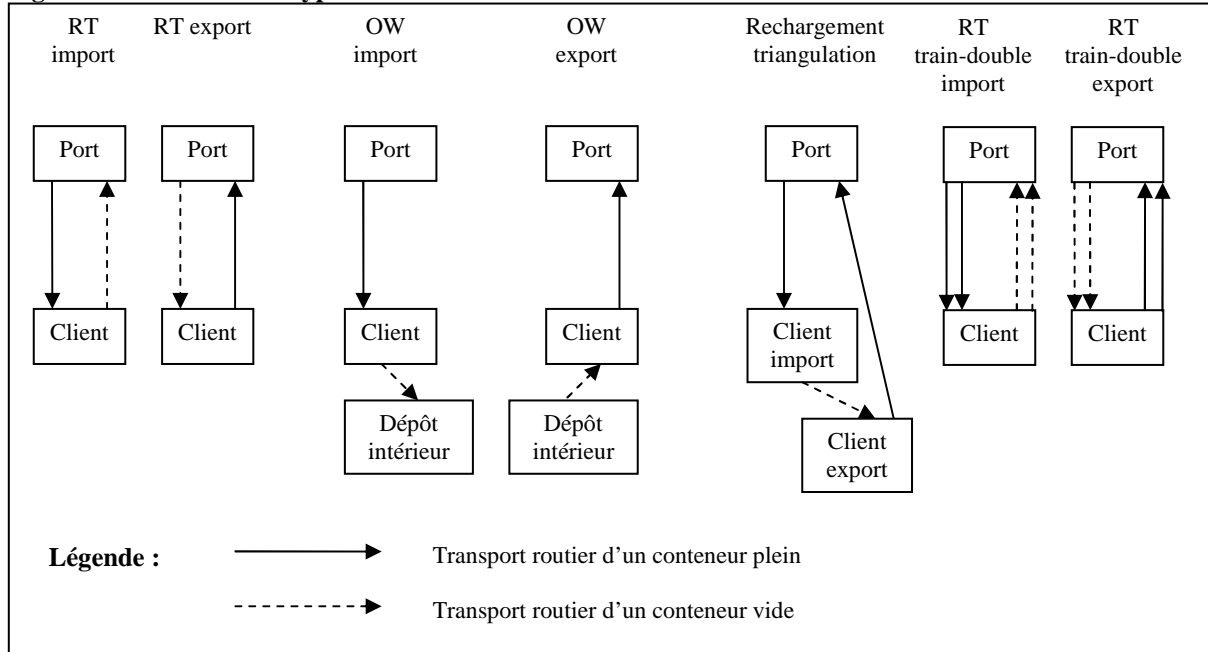 RT
import
RT export
OW
import
OW
export
Rechargement
triangulation
RT
train-double
import
RT
train-double
export
Port
Port
Port
Port
Port
Port
Port
Client
Client
Client
Client
Client
import
Client
Client
Dépôt
intérieur
Dépôt
intérieur
Client
export
Légende :
Transport routier d'un conteneur plein
Transport routier d'un conteneur vide